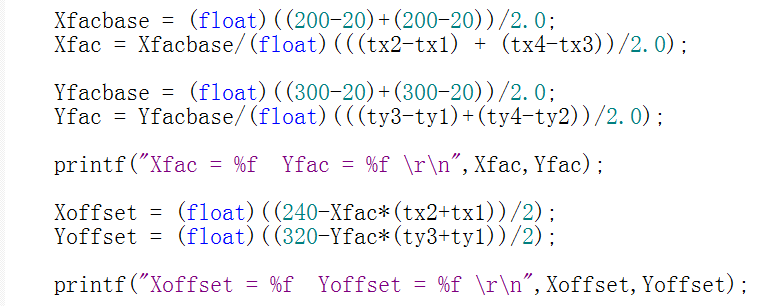 Xfacbase = (float)((200-20)+(200-20))/2.0;
Xfac = Xfacbase/(float)(((tx2-tx1) + (tx4-tx3))/2.0);
Yfacbase = (float)((300-20)+(300-20))/2.0;
Yfac = Yfacbase/(float)(((ty3-ty1)+(ty4-ty2))/2.0);
printf("Xfac = %f  Yfac = %f \r\n",Xfac,Yfac);
Xoffset = (float)((240-Xfac*(tx2+tx1))/2);
Yoffset = (float)((320-Yfac*(ty3+ty1))/2);
printf("Xoffset = %f  Yoffset = %f \r\n",Xoffset,Yoffset);